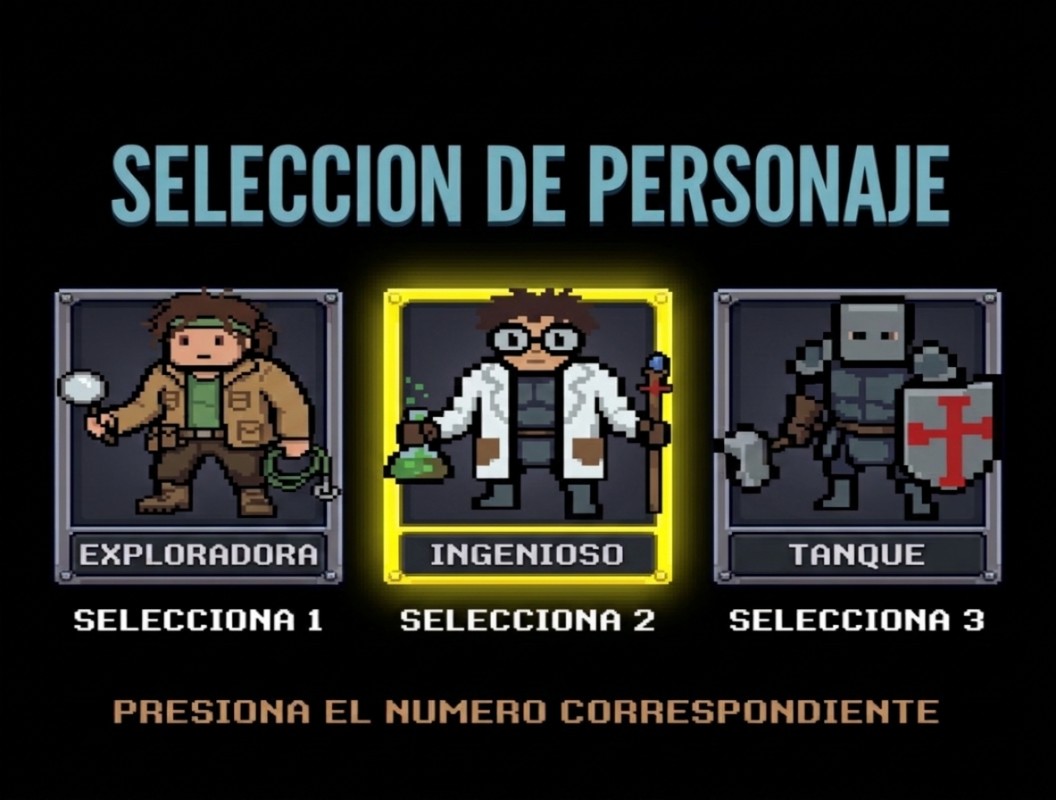 SELECCION DE PERSONAJE
EXPLORADORA
INGENIOSO
TANQUE
SELECCIONA 1
SELECCIONA 2
SELECCIONA 3
PRESIONA EL NUMERO CORRESPONDIENTE